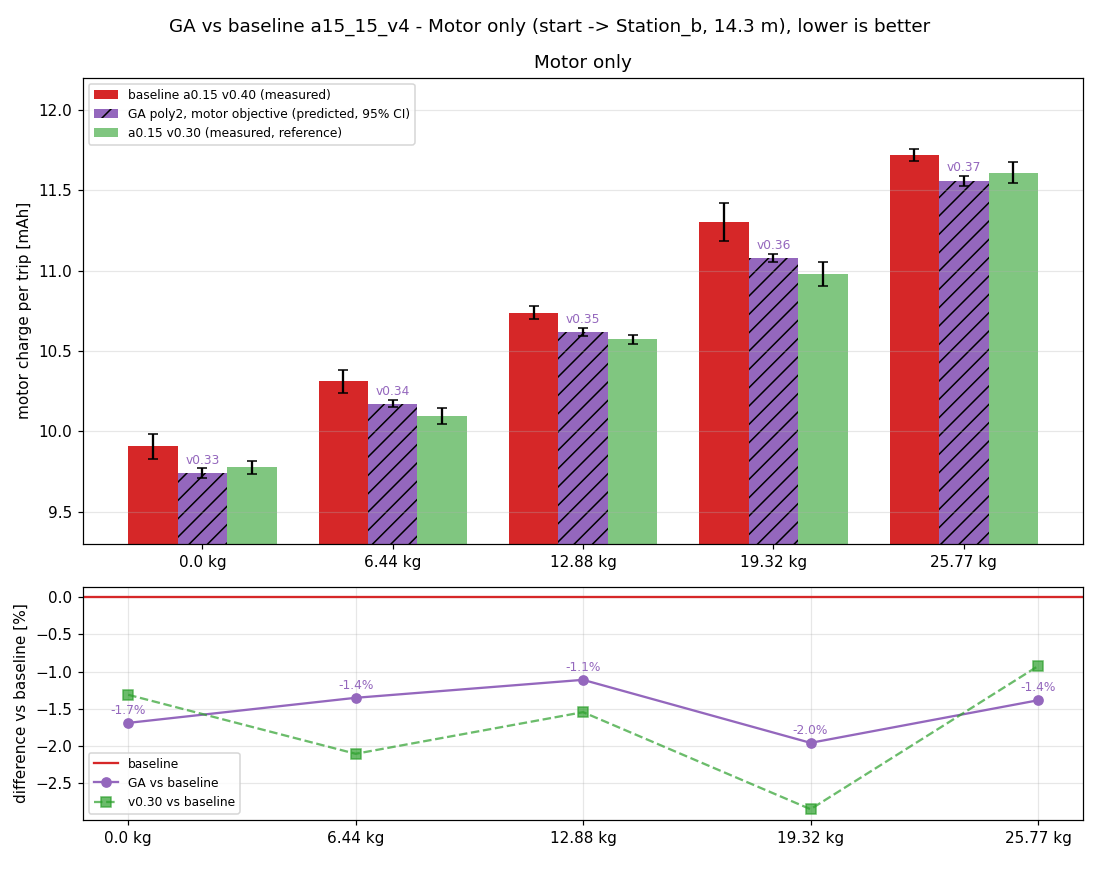 GA vs baseline a15_15_v4 - Motor only (start -> Station_b, 14.3 m), lower is better
Motor only
baseline a0.15 v0.40 (measured)
GA poly2, motor objective (predicted, 95% CI)
a0.15 v0.30 (measured, reference)
motor charge per trip [mAh]
12.0
11.5
11.0
10.5
10.0
9.5
v0.33
v0.34
v0.35
v0.36
v0.37
0.0 kg
6.44 kg
12.88 kg
19.32 kg
25.77 kg
difference vs baseline [%]
0.0
−0.5
−1.0
−1.5
−2.0
−2.5
-1.7%
-1.4%
-1.1%
-2.0%
-1.4%
baseline
GA vs baseline
v0.30 vs baseline
0.0 kg
6.44 kg
12.88 kg
19.32 kg
25.77 kg